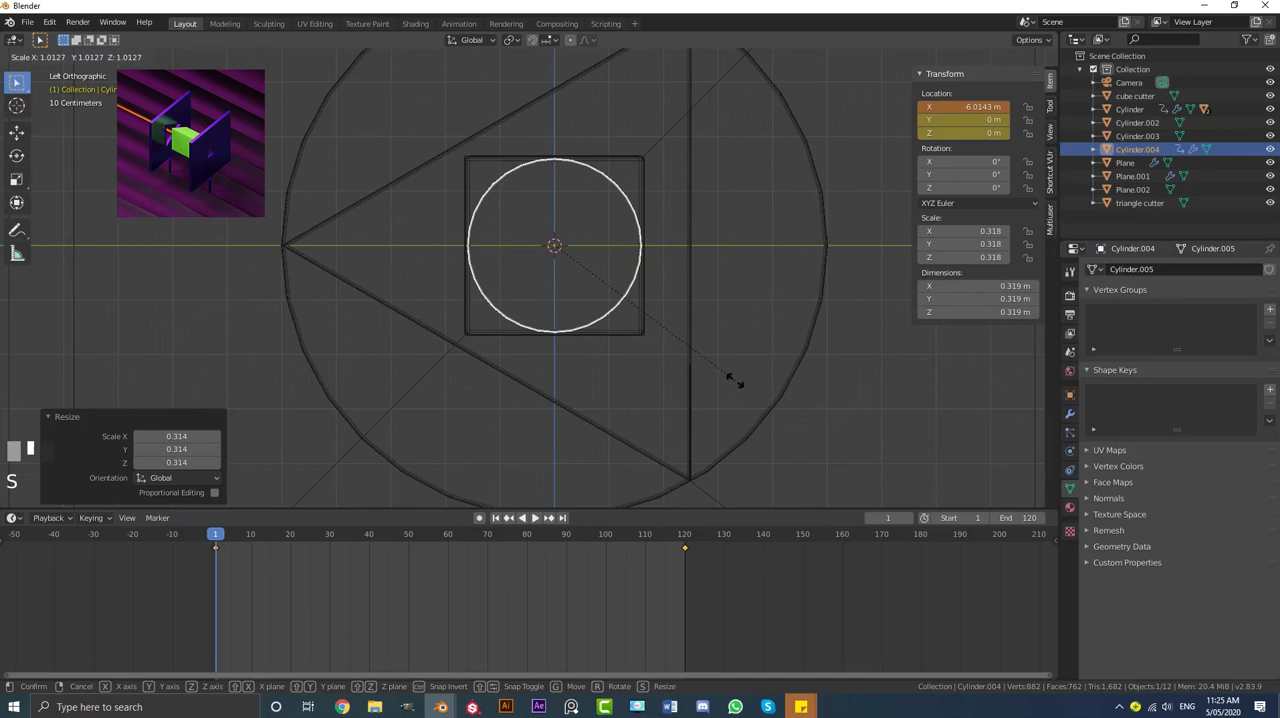 Blender
File Edit Render Window Help Layout Modeling Sculpting UV Editing Texture Paint Shading Animation Rendering Compositing Scripting + Scene View Layer
Global Options
Scale X: 1.0127 Y: 1.0127 Z: 1.0127
Left Orthographic
(1) Collection | Cylin
10 Centimeters
Transform
Location:
X -6.0143 m
Y 0 m
Z 0 m
Rotation:
X 0°
Y 0°
Z 0°
XYZ Euler
Scale:
X 0.318
Y 0.318
Z 0.318
Dimensions:
X 0.319 m
Y 0.319 m
Z 0.319 m
Item
Tool
View
Shortcut VUr
Multiuser
Scene Collection
Collection
Camera
cube cutter
Cylinder
Cylinder.002
Cylinder.003
Cylinder.004
Plane
Plane.001
Plane.002
triangle cutter
Cylinder.004 Cylinder.005
Cylinder.005
Vertex Groups
Shape Keys
UV Maps
Vertex Colors
Face Maps
Normals
Texture Space
Remesh
Geometry Data
Custom Properties
Resize
Scale X 0.314
Y 0.314
Z 0.314
Orientation Global
Proportional Editing
S
Playback Keying View Marker 1 Start 1 End 120
-50 -40 -30 -20 -10 1 10 20 30 40 50 60 70 80 90 100 110 120 130 140 150 160 170 180 190 200 210
Confirm Cancel X X axis Y Y axis Z Z axis X X plane Y Y plane Z Z plane Snap Invert Snap Toggle G Move R Rotate S Resize Collection | Cylinder.004 | Verts:882 | Faces:762 | Tris:1,682 | Objects:1/12 | Mem: 20.4 MiB | v2.83.9
Type here to search
11:25 AM
5/05/2020